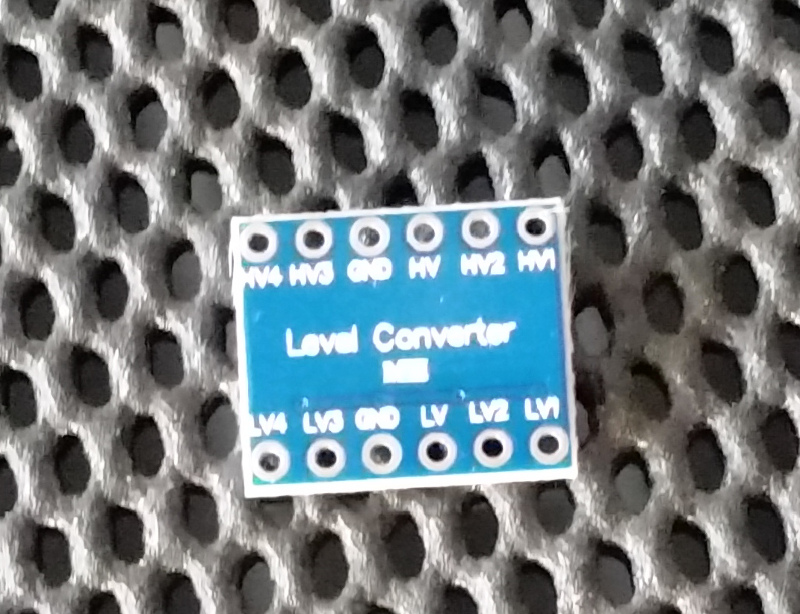 HV4 HV3 GND HV HV2 HV1
Level Converter
LV4 LV3 GND LV LV2 LV1